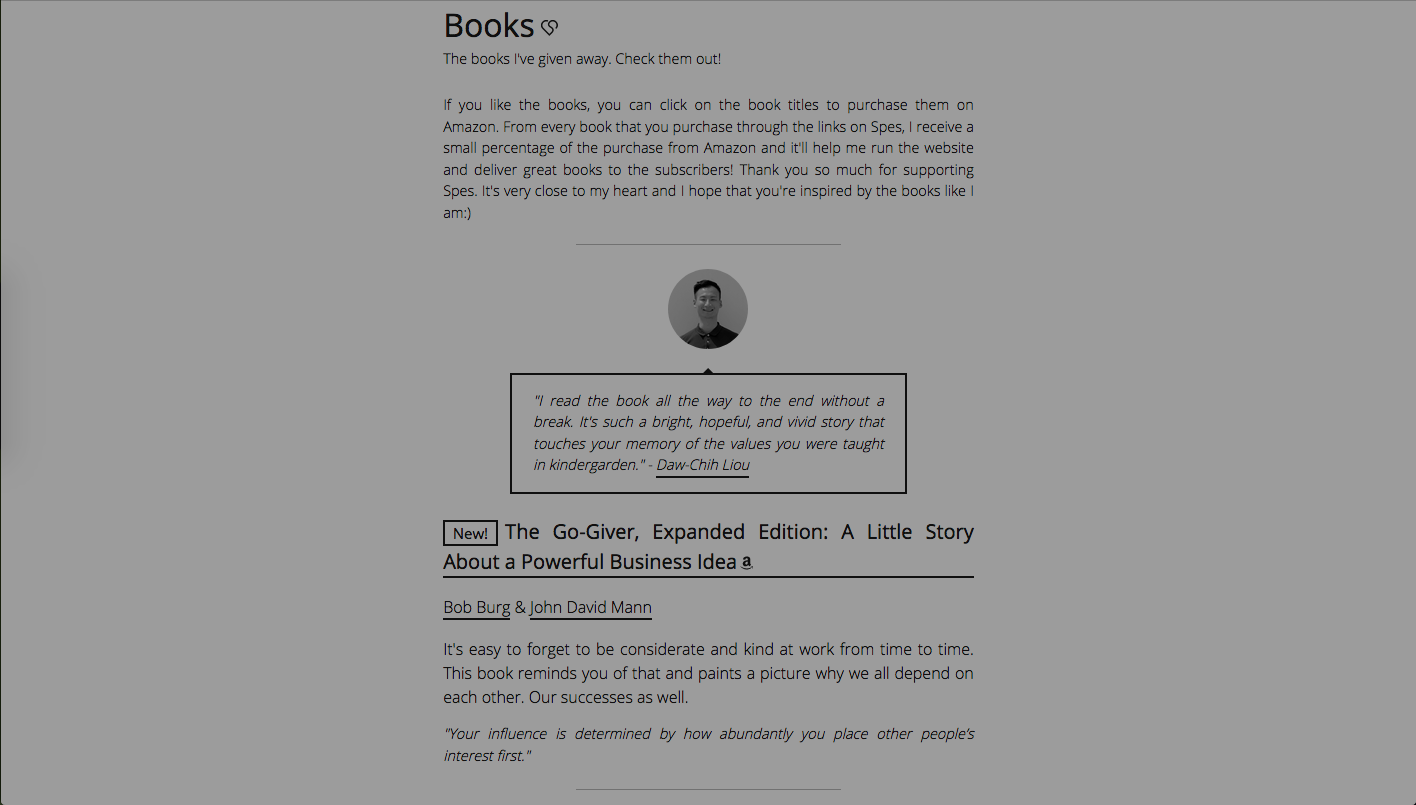 Books
The books I've given away. Check them out!
If you like the books, you can click on the book titles to purchase them on
Amazon. From every book that you purchase through the links on Spes, I receive a
small percentage of the purchase from Amazon and it'll help me run the website
and deliver great books to the subscribers! Thank you so much for supporting
Spes. It's very close to my heart and I hope that you're inspired by the books like I
am:)
"I read the book all the way to the end without a
break. It's such a bright, hopeful, and vivid story that
touches your memory of the values you were taught
in kindergarden." - Daw-Chih Liou
New! The Go-Giver, Expanded Edition: A Little Story
About a Powerful Business Idea
Bob Burg & John David Mann
It's easy to forget to be considerate and kind at work from time to time.
This book reminds you of that and paints a picture why we all depend on
each other. Our successes as well.
"Your influence is determined by how abundantly you place other people’s
interest first."